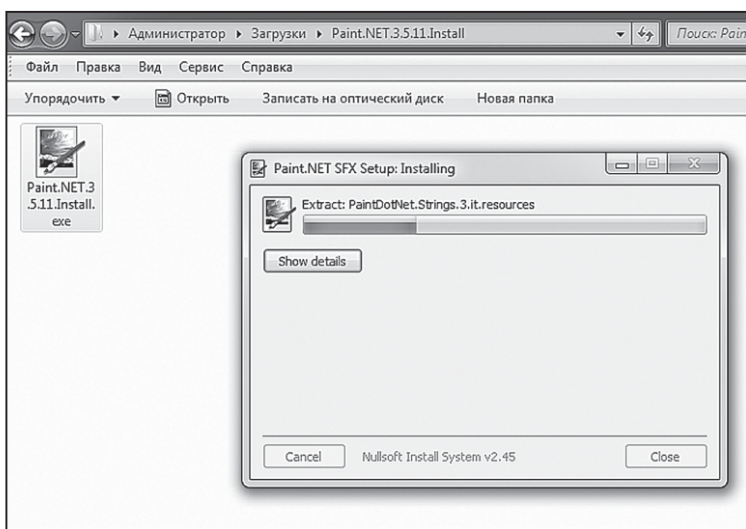 Администратор ▸ Загрузки ▸ Paint.NET.3.5.11.Install
Поиск: Pain
Файл Правка Вид Сервис Справка
Упорядочить Открыть Записать на оптический диск Новая папка
Paint.NET.3
.5.11.Install.
exe
Paint.NET SFX Setup: Installing
Extract: PaintDotNet.Strings.3.it.resources
Show details
Cancel Nullsoft Install System v2.45 Close